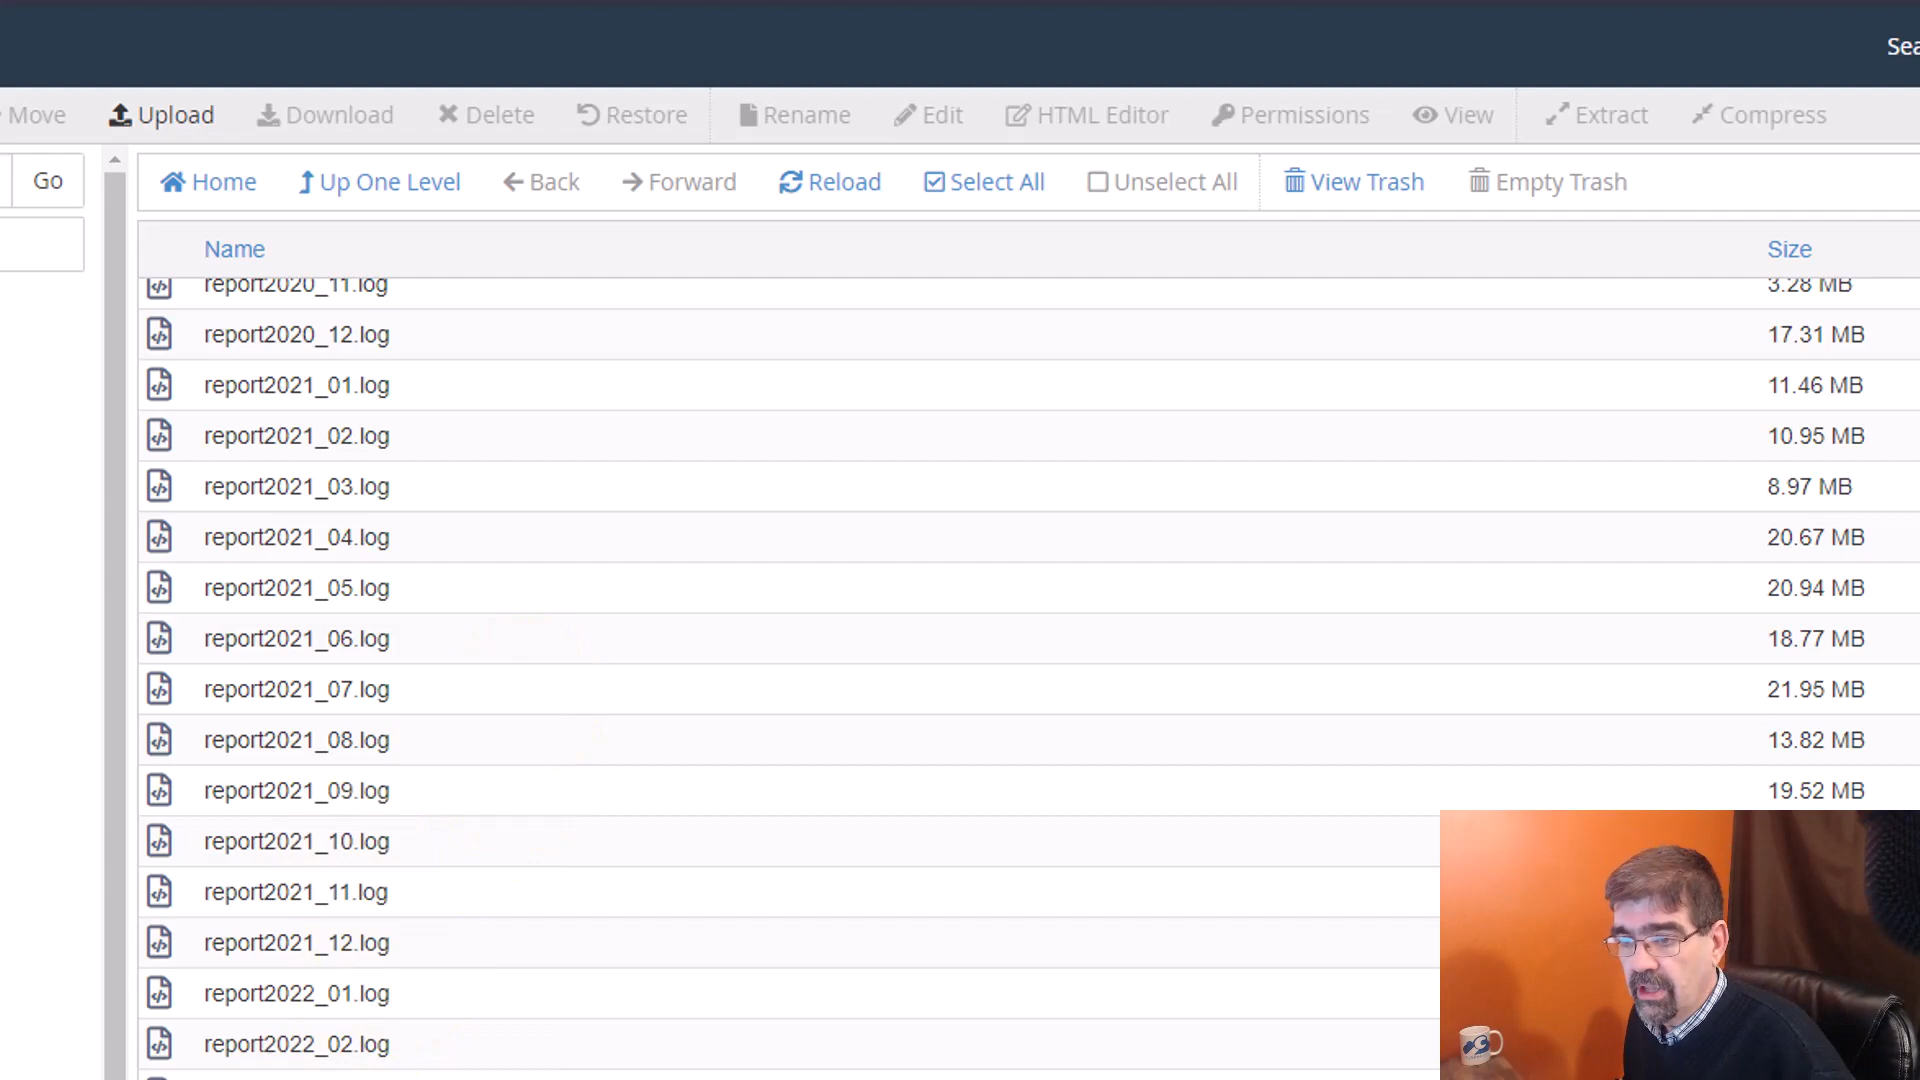 Sea
Move Upload Download Delete Restore Rename Edit HTML Editor Permissions View Extract Compress
Go Home Up One Level Back Forward Reload Select All Unselect All View Trash Empty Trash
Name Size
report2020_11.log 3.28 MB
report2020_12.log 17.31 MB
report2021_01.log 11.46 MB
report2021_02.log 10.95 MB
report2021_03.log 8.97 MB
report2021_04.log 20.67 MB
report2021_05.log 20.94 MB
report2021_06.log 18.77 MB
report2021_07.log 21.95 MB
report2021_08.log 13.82 MB
report2021_09.log 19.52 MB
report2021_10.log
report2021_11.log
report2021_12.log
report2022_01.log
report2022_02.log